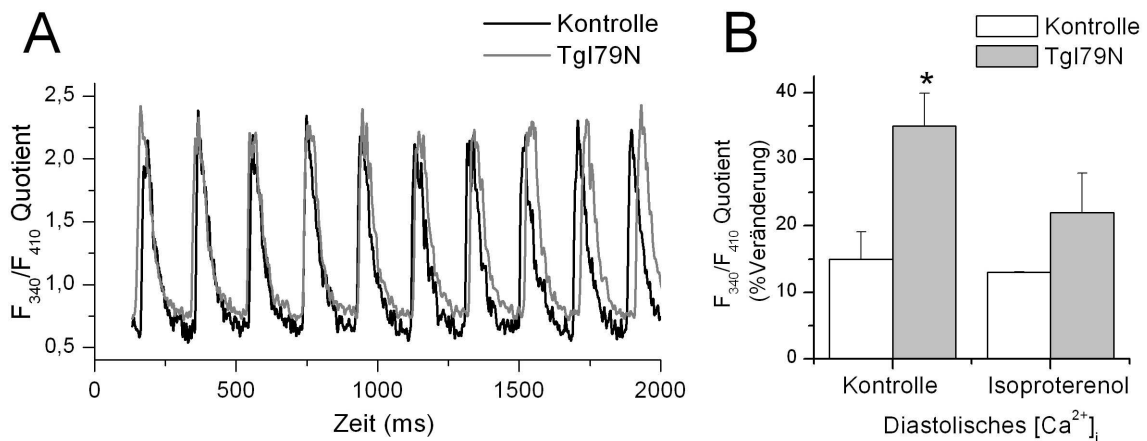 A
Kontrolle
TgI79N
2,5
2,0
1,5
1,0
0,5
F340/F410 Quotient
0
500
1000
1500
2000
Zeit (ms)
B
Kontrolle
TgI79N
40
30
20
10
0
F340/F410 Quotient
(%Veränderung)
*
Kontrolle
Isoproterenol
Diastolisches [Ca2+]i